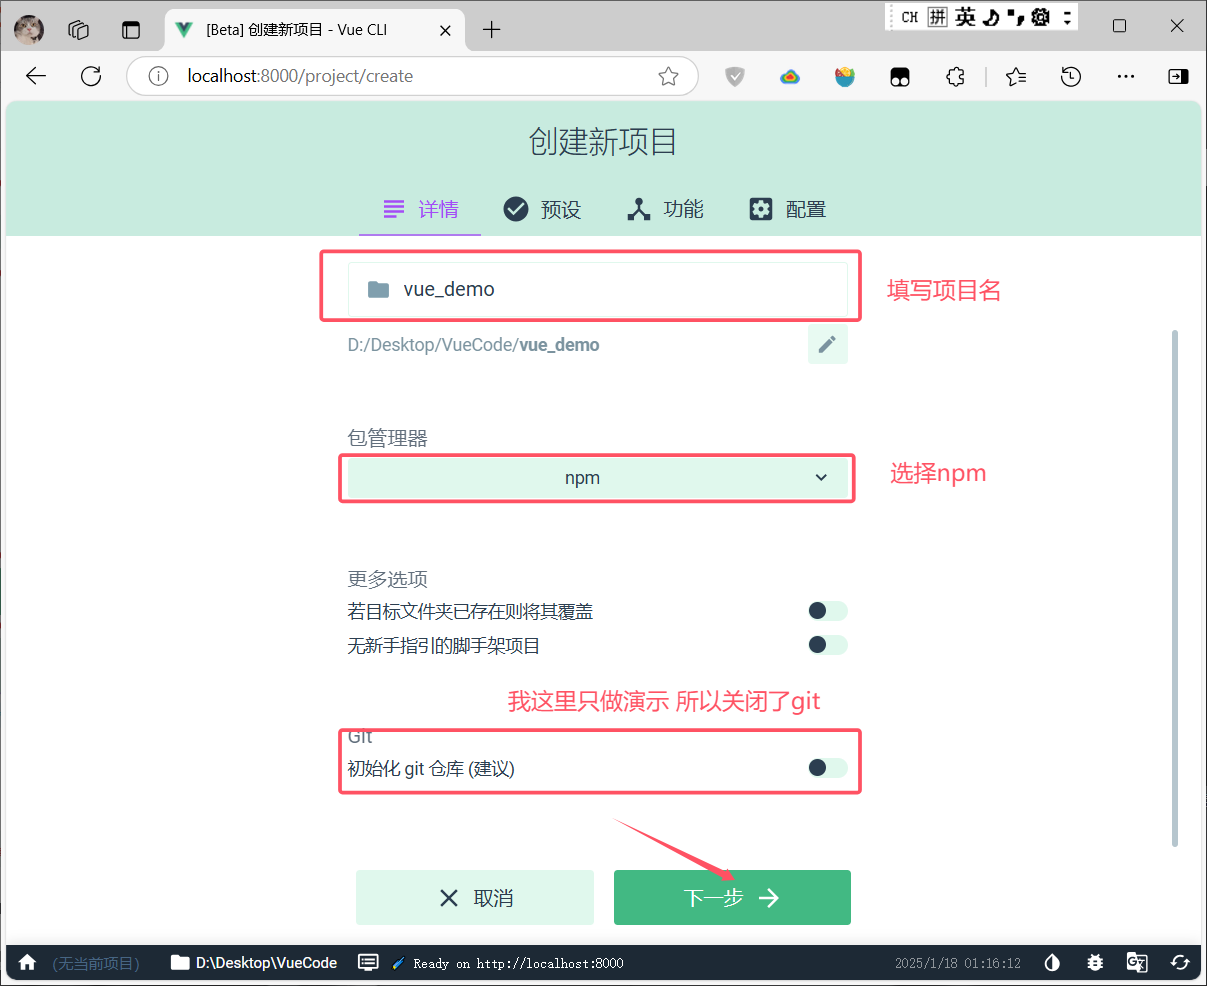 [Beta] 创建新项目 - Vue CLI
CH 拼 英
localhost:8000/project/create
创建新项目
详情 预设 功能 配置
vue_demo 填写项目名
D:/Desktop/VueCode/vue_demo
包管理器
npm 选择npm
更多选项
若目标文件夹已存在则将其覆盖
无新手指引的脚手架项目
我这里只做演示 所以关闭了git
Git
初始化 git 仓库 (建议)
取消 下一步
(无当前项目) D:\Desktop\VueCode Ready on http://localhost:8000 2025/1/18 01:16:12